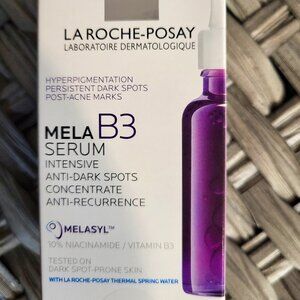 LA ROCHE-POSAY
LABORATOIRE DERMATOLOGIQUE
HYPERPIGMENTATION
PERSISTENT DARK SPOTS
POST-ACNE MARKS
MELA B3
SERUM
INTENSIVE
ANTI-DARK SPOTS
CONCENTRATE
ANTI-RECURRENCE
MELASYL™
10% NIACINAMIDE / VITAMIN B3
TESTED ON
DARK SPOT-PRONE SKIN
WITH LA ROCHE-POSAY THERMAL SPRING WATER